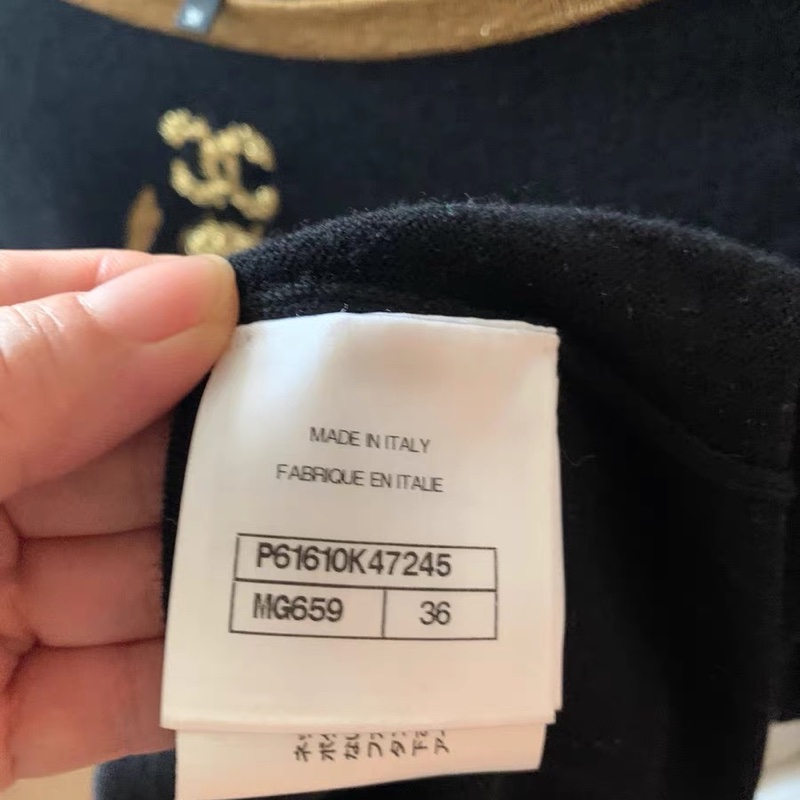 MADE IN ITALY
FABRIQUE EN ITALIE
P61610K47245
MG659 36